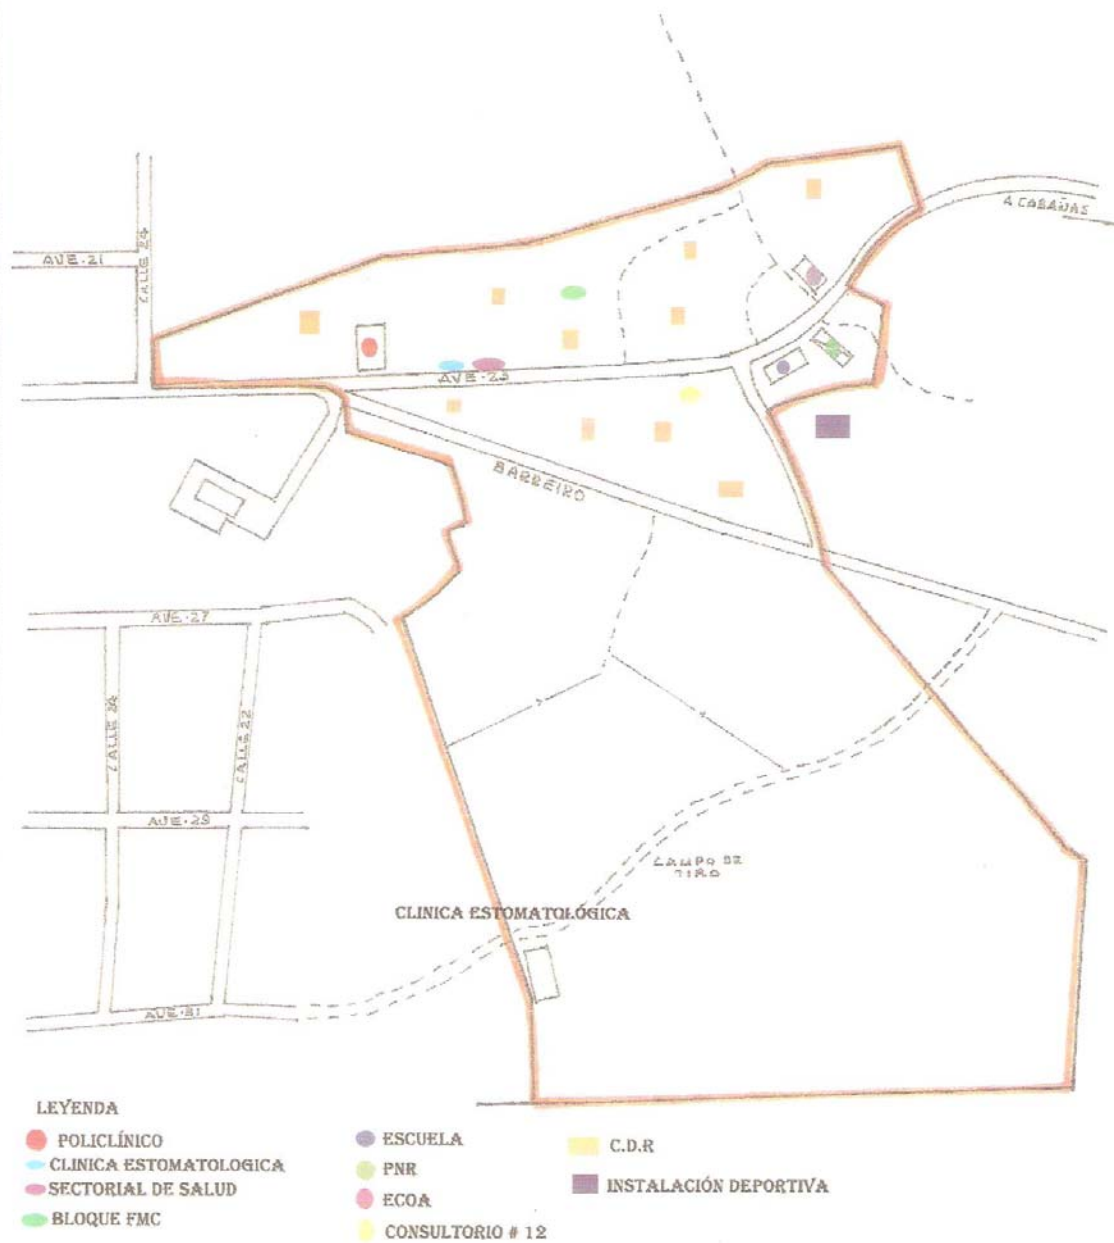 A CABAÑAS
AVE·21
CALLE 24
AVE·23
BARREIRO
AVE·27
CALLE 24
CALLE 22
AVE·29
CAMPO DE
TIRO
CLINICA ESTOMATOLÓGICA
AVE·31
LEYENDA
POLICLÍNICO
CLINICA ESTOMATOLOGICA
SECTORIAL DE SALUD
BLOQUE FMC
ESCUELA
PNR
ECOA
CONSULTORIO # 12
C.D.R
INSTALACIÓN DEPORTIVA